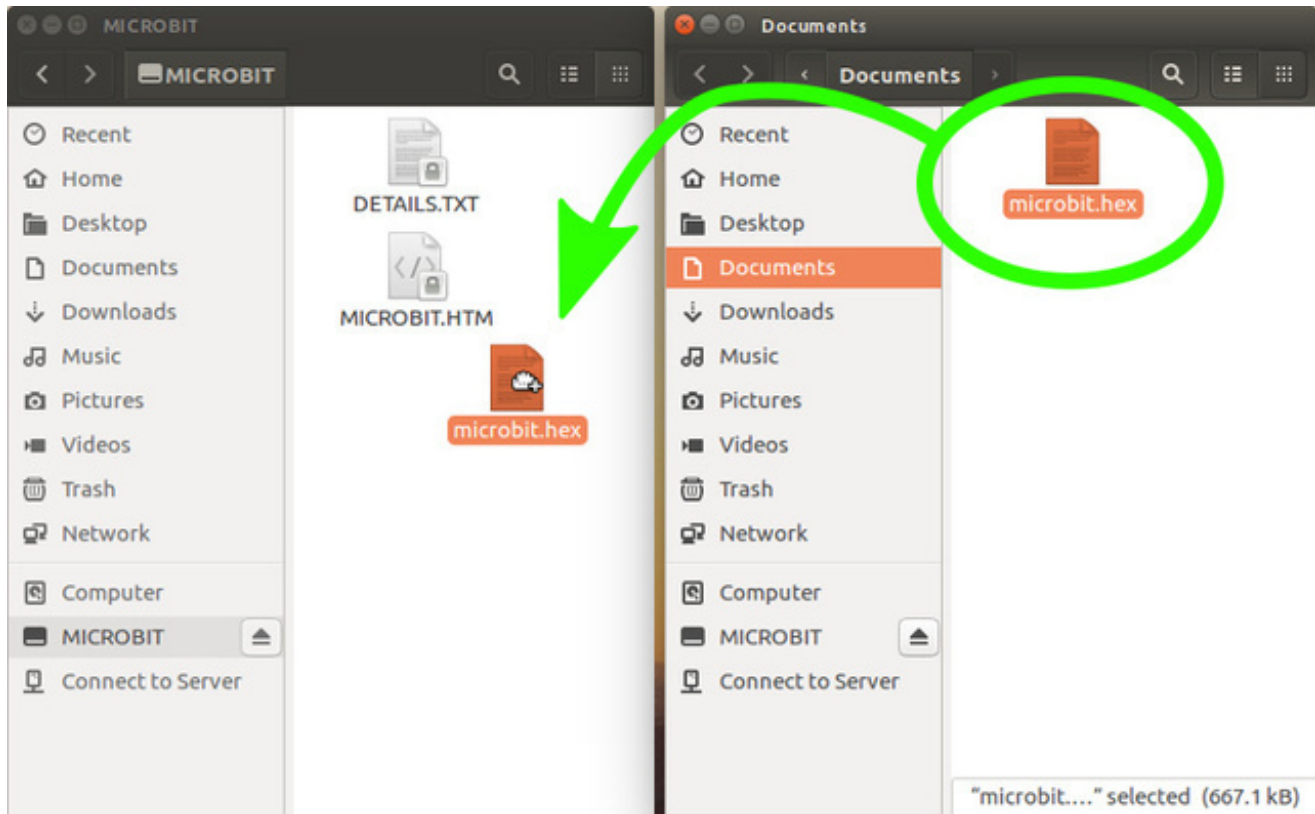 MICROBIT
MICROBIT
Recent
Home
Desktop
Documents
Downloads
Music
Pictures
Videos
Trash
Network
Computer
MICROBIT
Connect to Server
DETAILS.TXT
MICROBIT.HTM
microbit.hex
Documents
Documents
Recent
Home
Desktop
Documents
Downloads
Music
Pictures
Videos
Trash
Network
Computer
MICROBIT
Connect to Server
microbit.hex
"microbit...." selected (667.1 kB)